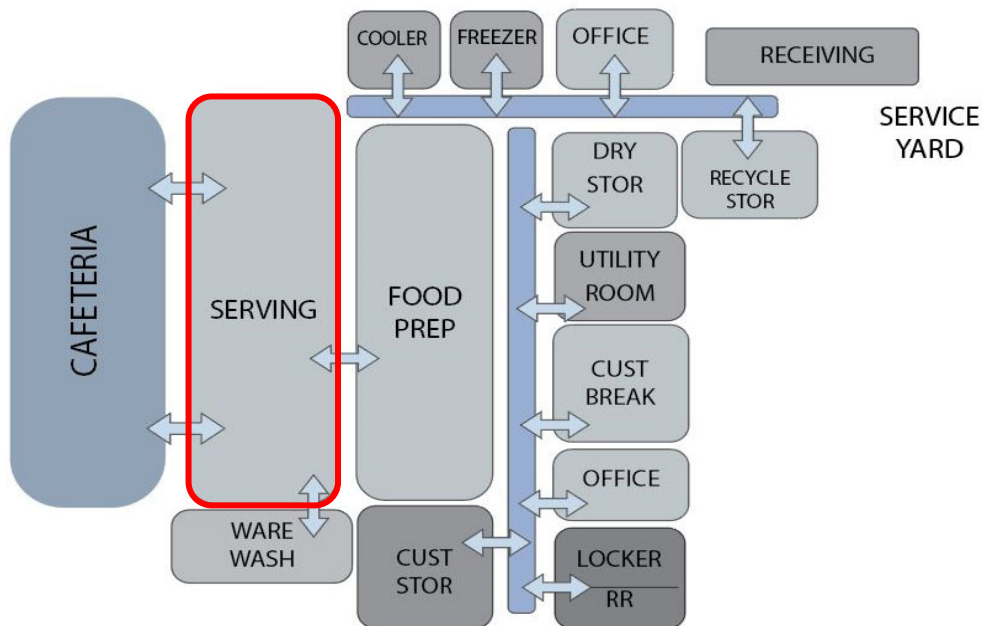 COOLER
FREEZER
OFFICE
RECEIVING
SERVICE
YARD
CAFETERIA
SERVING
FOOD
PREP
DRY
STOR
RECYCLE
STOR
UTILITY
ROOM
CUST
BREAK
OFFICE
WARE
WASH
CUST
STOR
LOCKER
RR